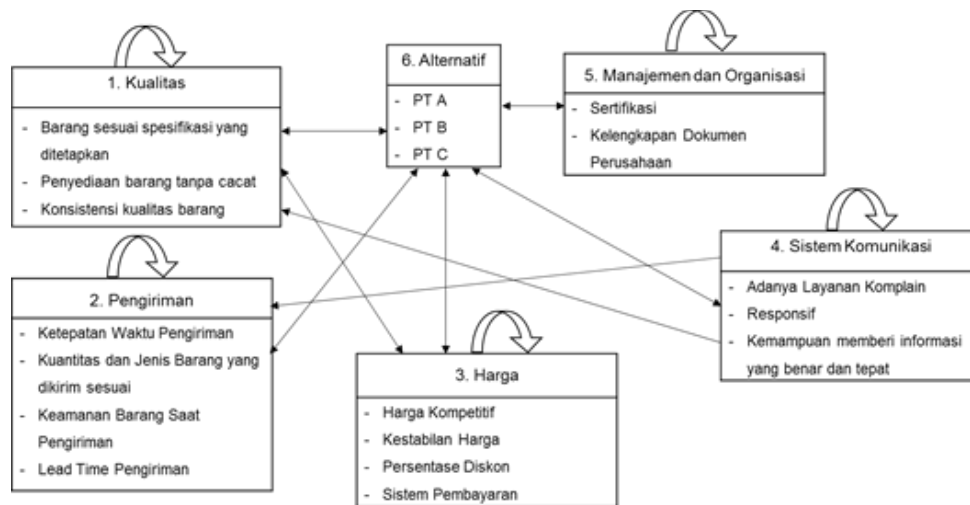 1. Kualitas
- Barang sesuai spesifikasi yang
ditetapkan
- Penyediaan barang tanpa cacat
- Konsistensi kualitas barang
6. Alternatif
- PT A
- PT B
- PT C
5. Manajemen dan Organisasi
- Sertifikasi
- Kelengkapan Dokumen
Perusahaan
2. Pengiriman
- Ketepatan Waktu Pengiriman
- Kuantitas dan Jenis Barang yang
dikirim sesuai
- Keamanan Barang Saat
Pengiriman
- Lead Time Pengiriman
3. Harga
- Harga Kompetitif
- Kestabilan Harga
- Persentase Diskon
- Sistem Pembayaran
4. Sistem Komunikasi
- Adanya Layanan Komplain
- Responsif
- Kemampuan memberi informasi
yang benar dan tepat